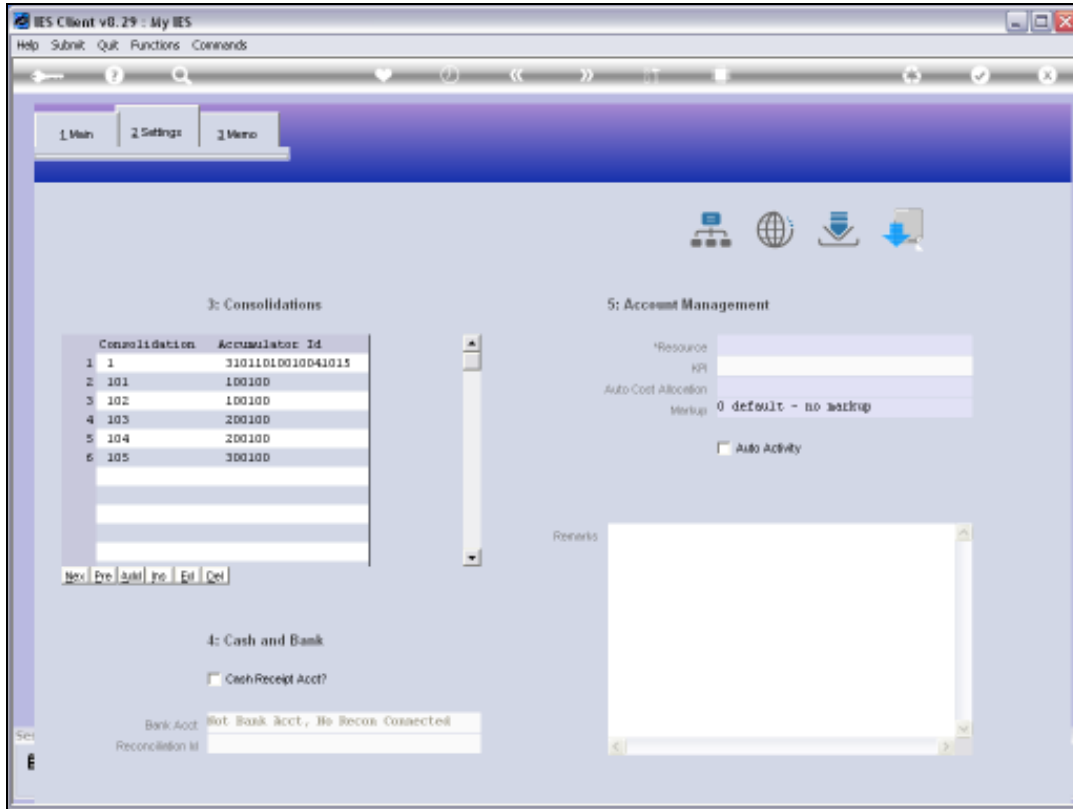 IES Client v8.29 : My IES
Help Submit Quit Functions Commands
1 Main 2 Settings 3 Memo
3: Consolidations
Consolidation Accumulator Id
1 1 31011010010041015
2 101 100100
3 102 100100
4 103 200100
5 104 200100
6 105 300100
Nex Pre Add Ins Ed Del
4: Cash and Bank
Cash Receipt Acct?
Bank Acct Not Bank Acct, No Recon Connected
Reconciliation Id
5: Account Management
*Resource
KPI
Auto Cost Allocation
Markup 0 default - no markup
Auto Activity
Remarks